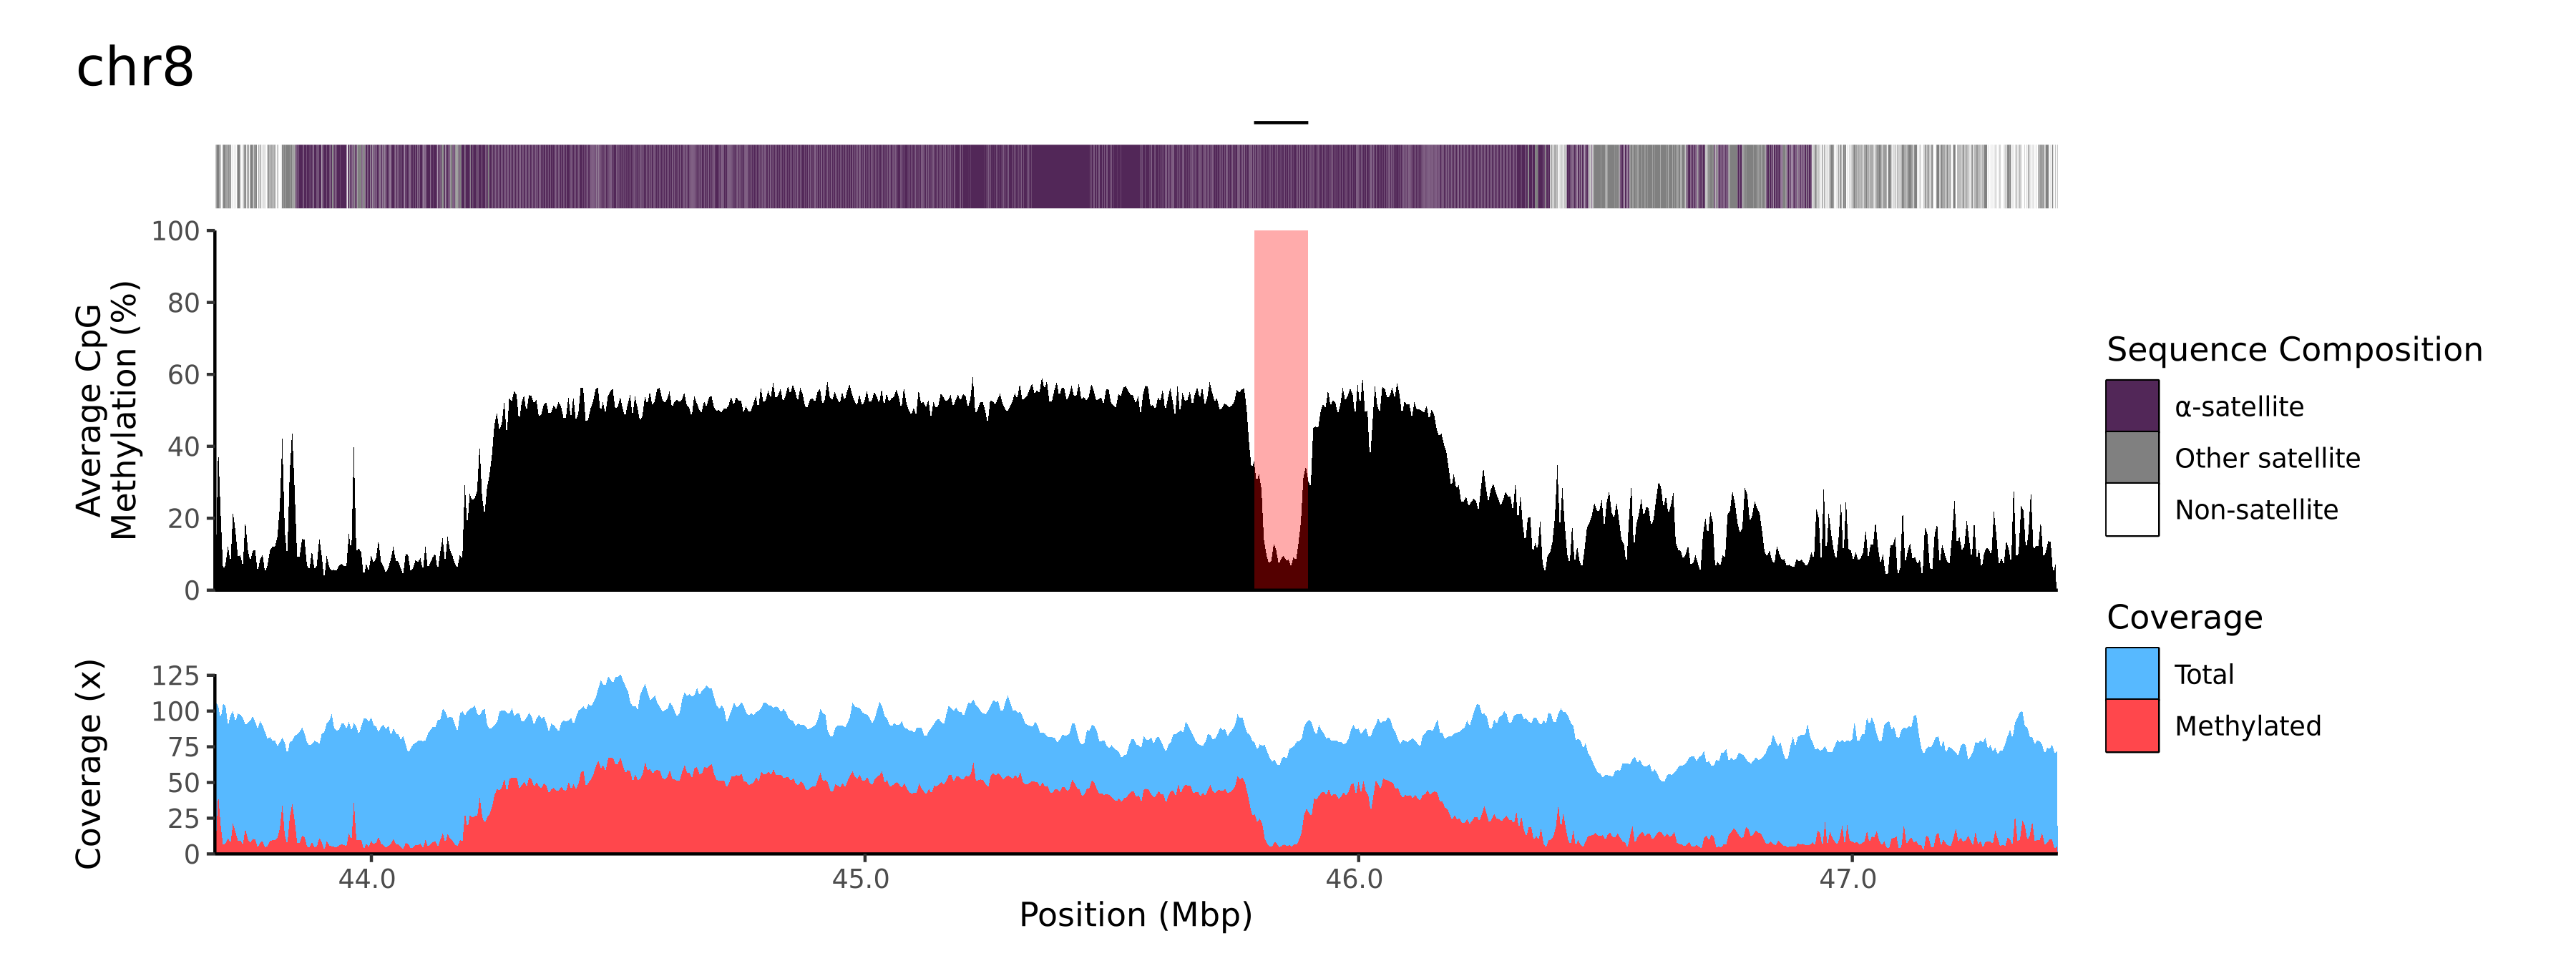 chr8
Average CpG
Methylation (%)
100
80
60
40
20
0
Coverage (x)
125
100
75
50
25
0
44.0 45.0 46.0 47.0
Position (Mbp)
Sequence Composition
α-satellite
Other satellite
Non-satellite
Coverage
Total
Methylated